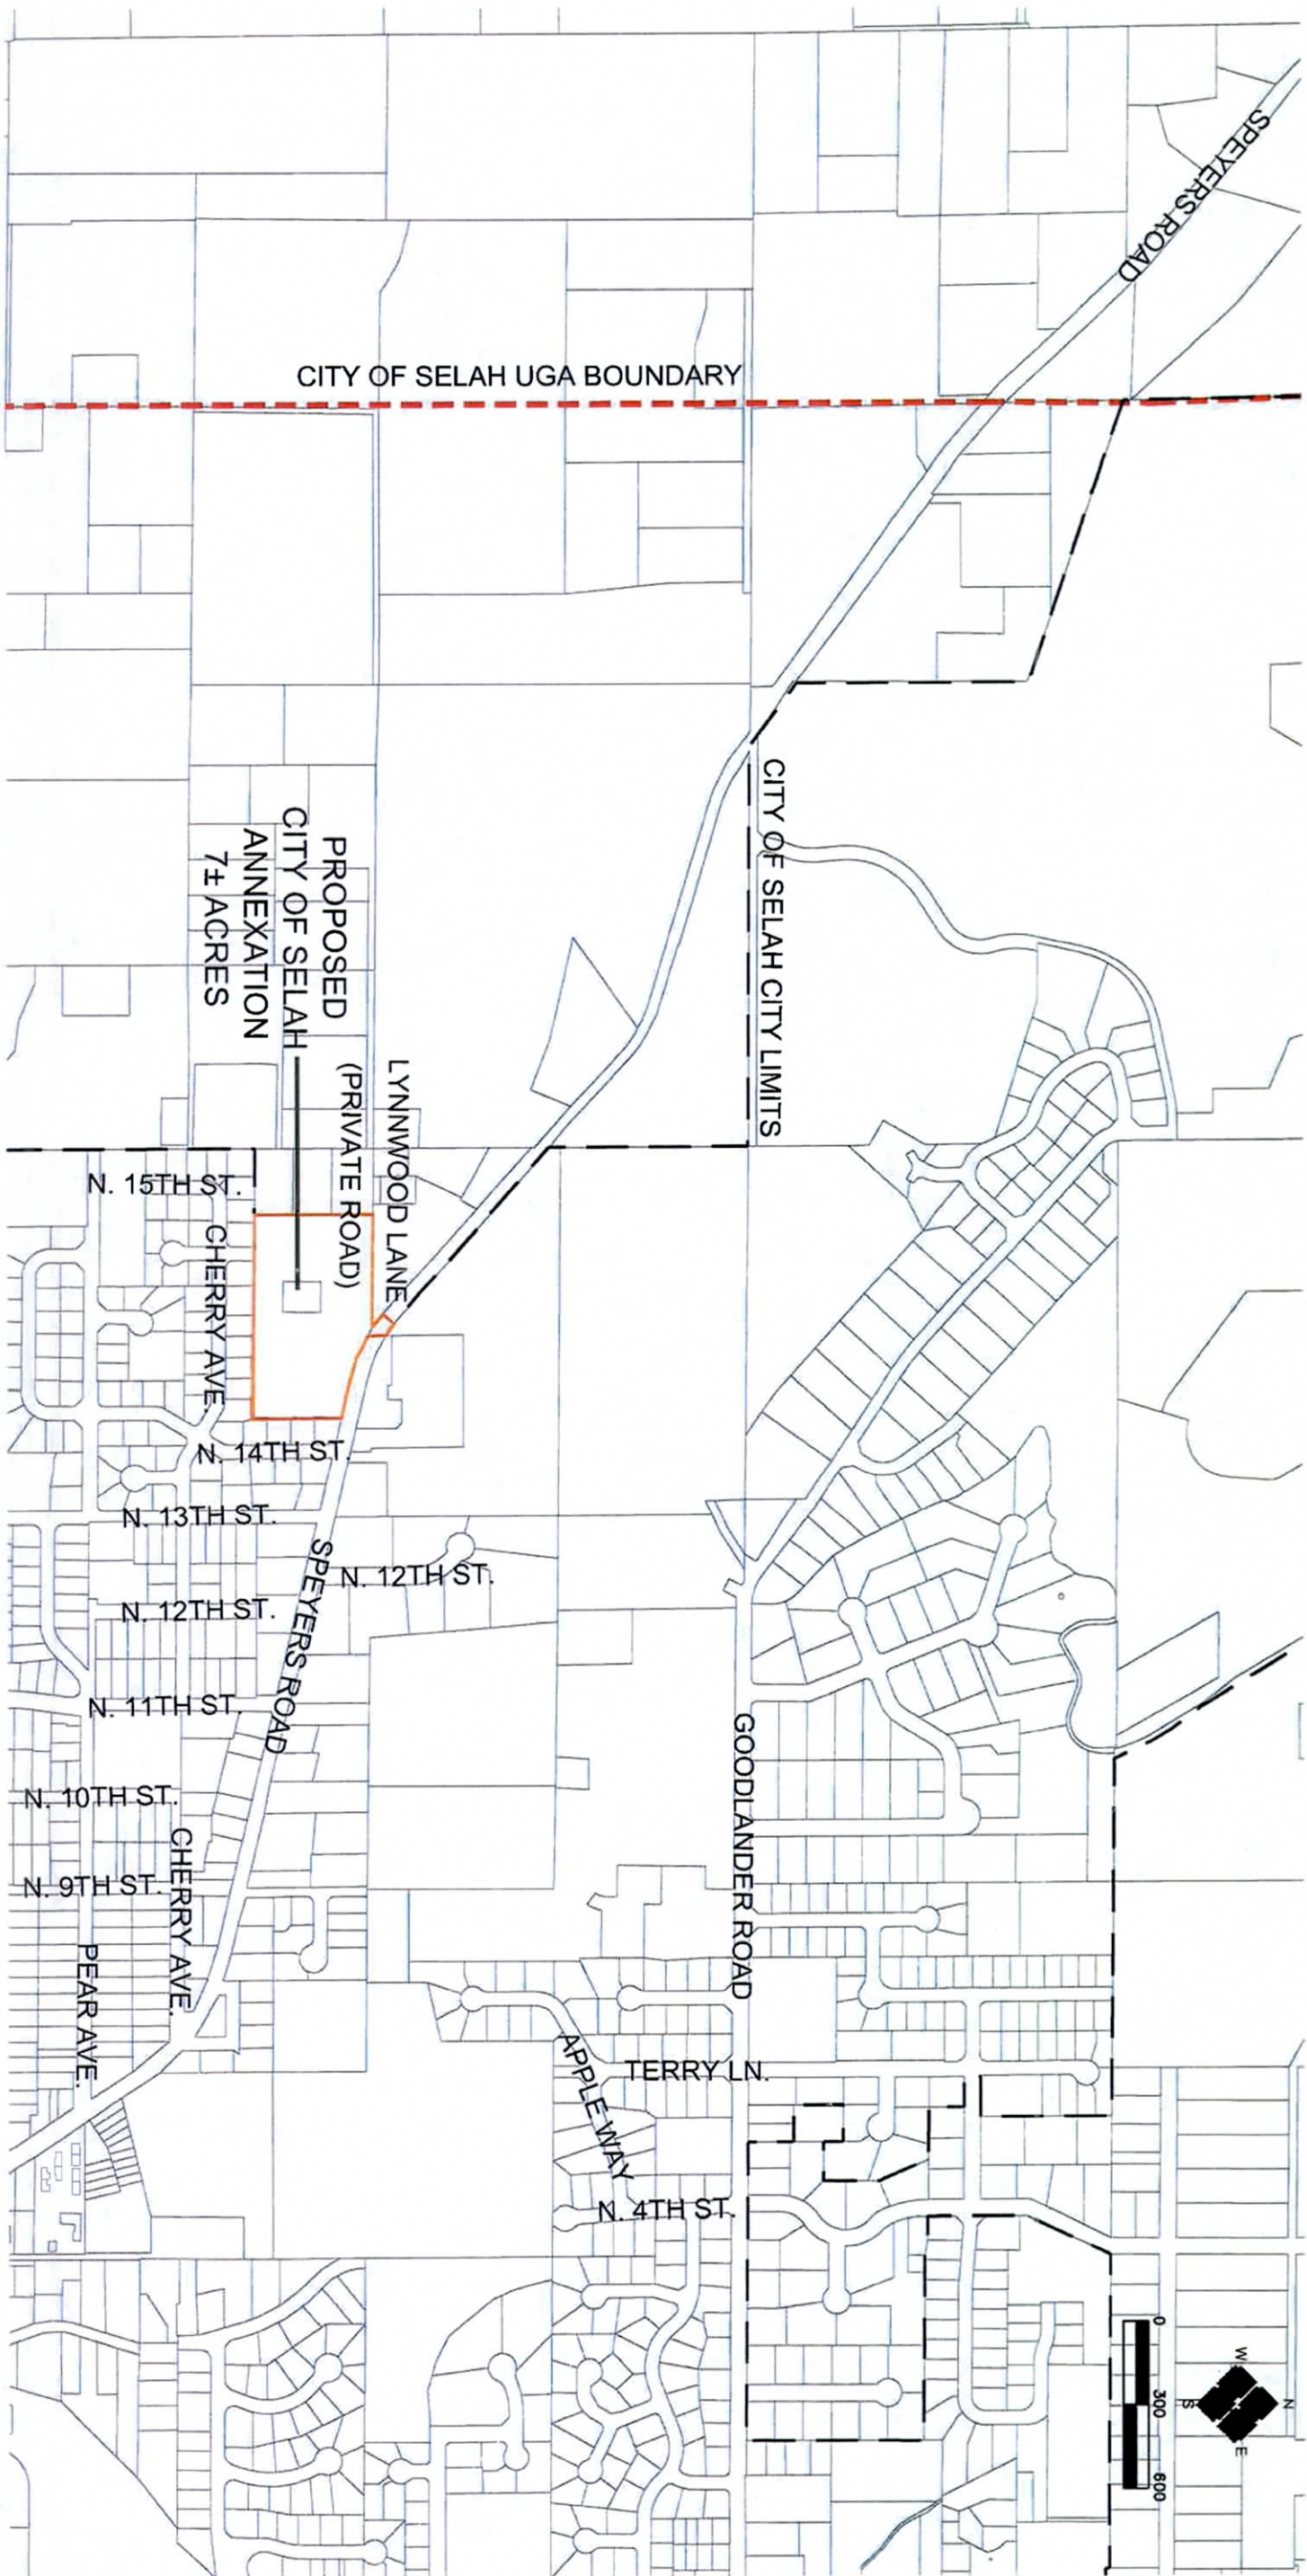 SPEYERS ROAD
CITY OF SELAH UGA BOUNDARY
CITY OF SELAH CITY LIMITS
PROPOSED
CITY OF SELAH
ANNEXATION
7± ACRES
LYNNWOOD LANE
(PRIVATE ROAD)
N. 15TH ST.
CHERRY AVE.
N. 14TH ST.
N. 13TH ST.
SPEYERS ROAD
N. 12TH ST.
N. 12TH ST.
N. 11TH ST.
GOODLANDER ROAD
N. 10TH ST.
CHERRY AVE.
N. 9TH ST.
PEAR AVE.
APPLE WAY
TERRY LN.
N. 4TH ST.
0
300
600
W
N
S
E